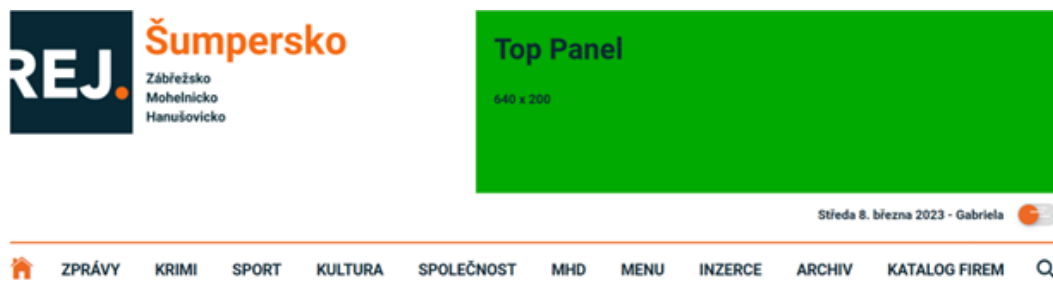 REJ.
Šumpersko
Zábřežsko
Mohelnicko
Hanušovicko
Top Panel
640 x 200
Středa 8. března 2023 - Gabriela
ZPRÁVY KRIMI SPORT KULTURA SPOLEČNOST MHD MENU INZERCE ARCHIV KATALOG FIREM